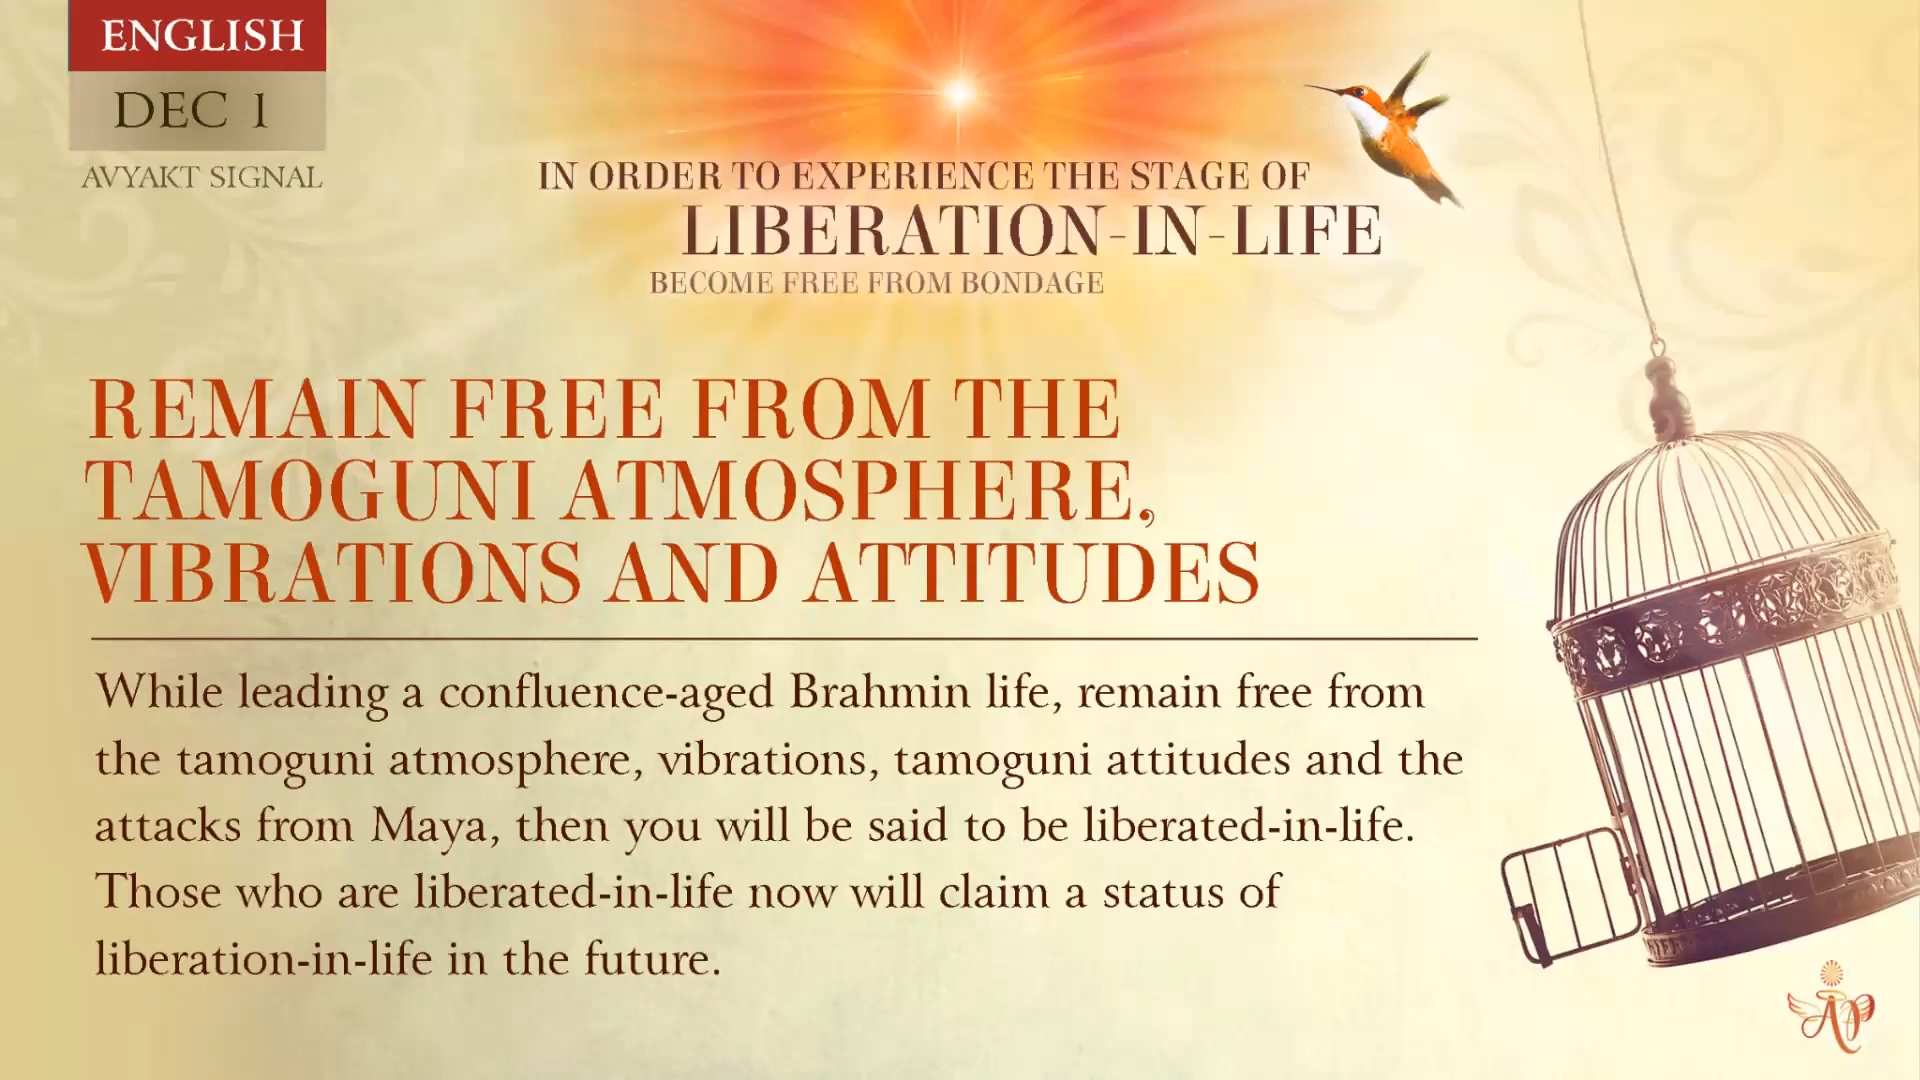 ENGLISH
DEC 1
AVYAKT SIGNAL
IN ORDER TO EXPERIENCE THE STAGE OF
LIBERATION-IN-LIFE
BECOME FREE FROM BONDAGE
REMAIN FREE FROM THE
TAMOGUNI ATMOSPHERE,
VIBRATIONS AND ATTITUDES
While leading a confluence-aged Brahmin life, remain free from
the tamoguni atmosphere, vibrations, tamoguni attitudes and the
attacks from Maya, then you will be said to be liberated-in-life.
Those who are liberated-in-life now will claim a status of
liberation-in-life in the future.